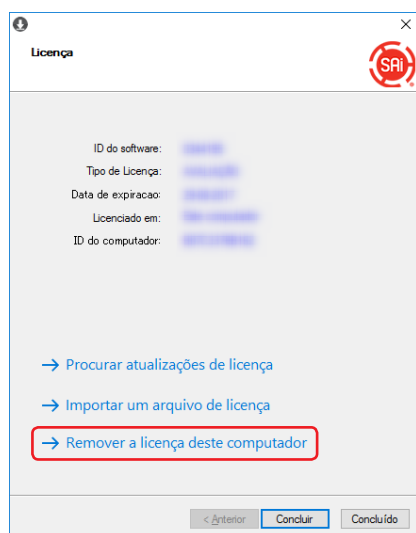 Licença
SAi
ID do software:
Tipo de Licença:
Data de expiracao:
Licenciado em:
ID do computador:
Procurar atualizações de licença
Importar um arquivo de licença
Remover a licença deste computador
< Anterior
Concluir
Concluído